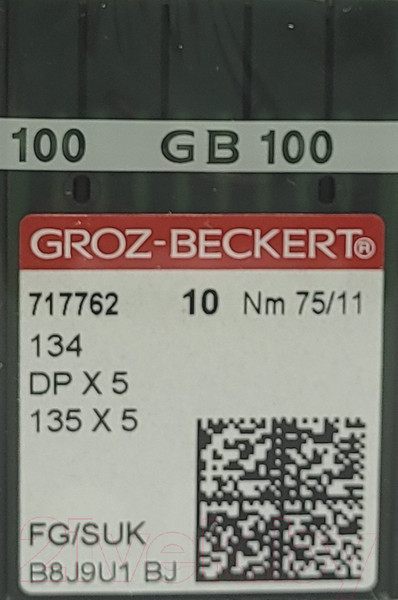 100 GB 100
GROZ-BECKERT®
717762 10 Nm 75/11
134
DP X 5
135 X 5
FG/SUK
B8J9U1 BJ